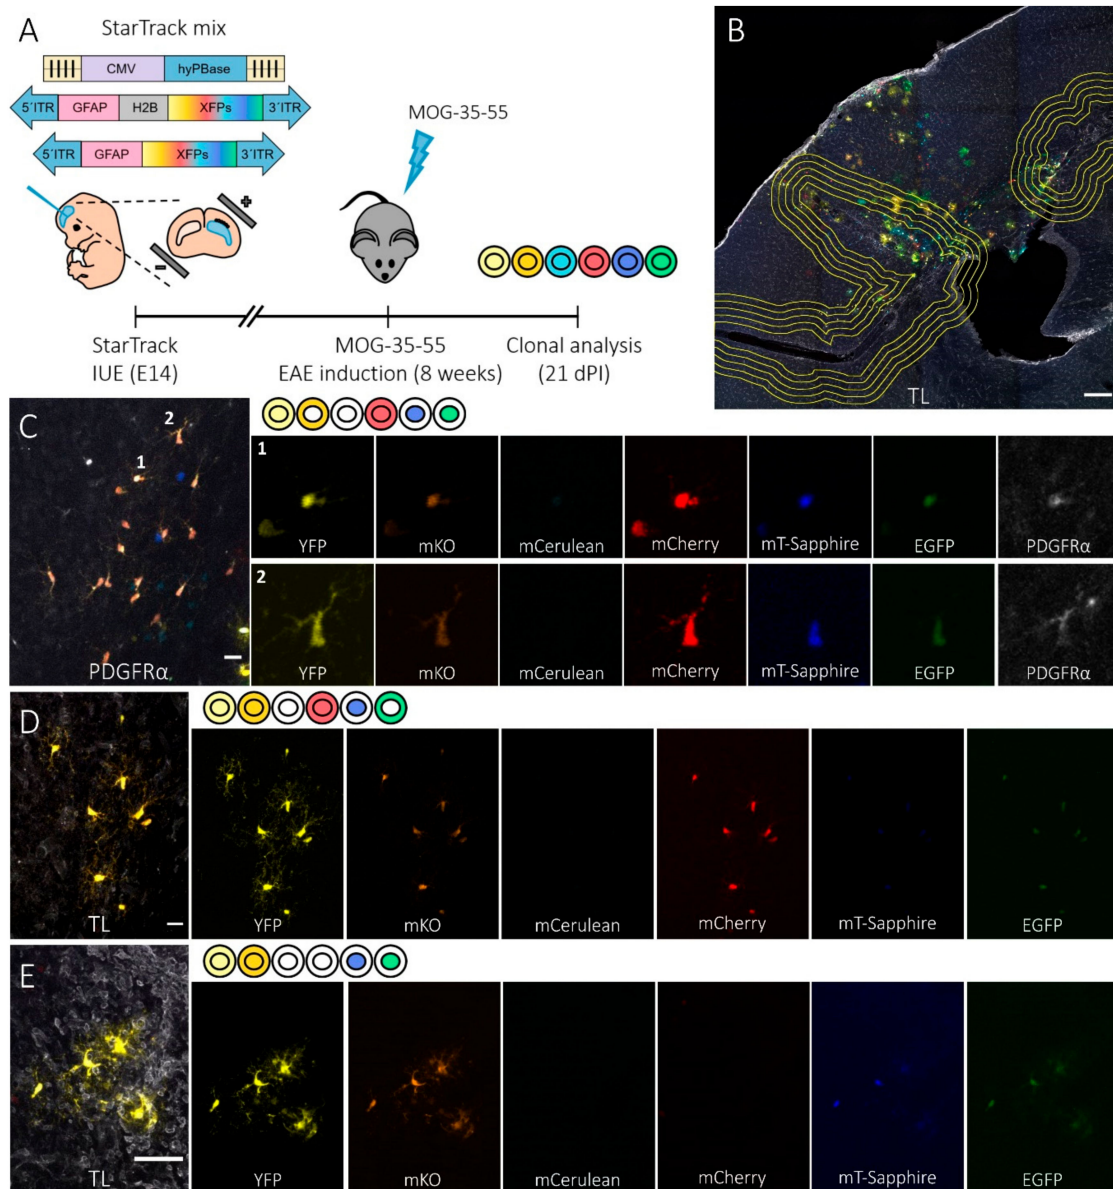 A
StarTrack mix
CMV
hyPBase
5´ITR
GFAP
H2B
XFPs
3´ITR
5´ITR
GFAP
XFPs
3´ITR
+
-
MOG-35-55
StarTrack
IUE (E14)
MOG-35-55
EAE induction (8 weeks)
Clonal analysis
(21 dPI)
B
TL
C
2
1
PDGFRα
1
YFP
mKO
mCerulean
mCherry
mT-Sapphire
EGFP
PDGFRα
2
YFP
mKO
mCerulean
mCherry
mT-Sapphire
EGFP
PDGFRα
D
TL
YFP
mKO
mCerulean
mCherry
mT-Sapphire
EGFP
E
TL
YFP
mKO
mCerulean
mCherry
mT-Sapphire
EGFP